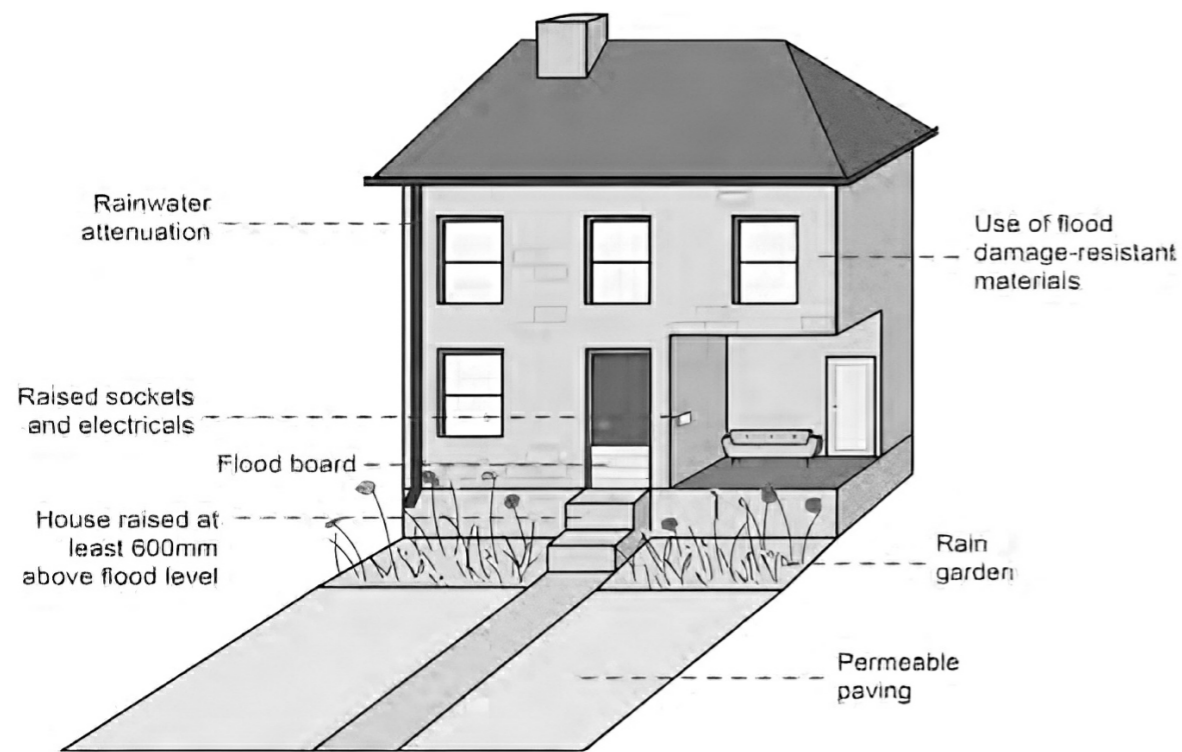 Rainwater
attenuation
Use of flood
damage-resistant
materials
Raised sockets
and electricals
Flood board
House raised at
least 600mm
above flood level
Rain
garden
Permeable
paving